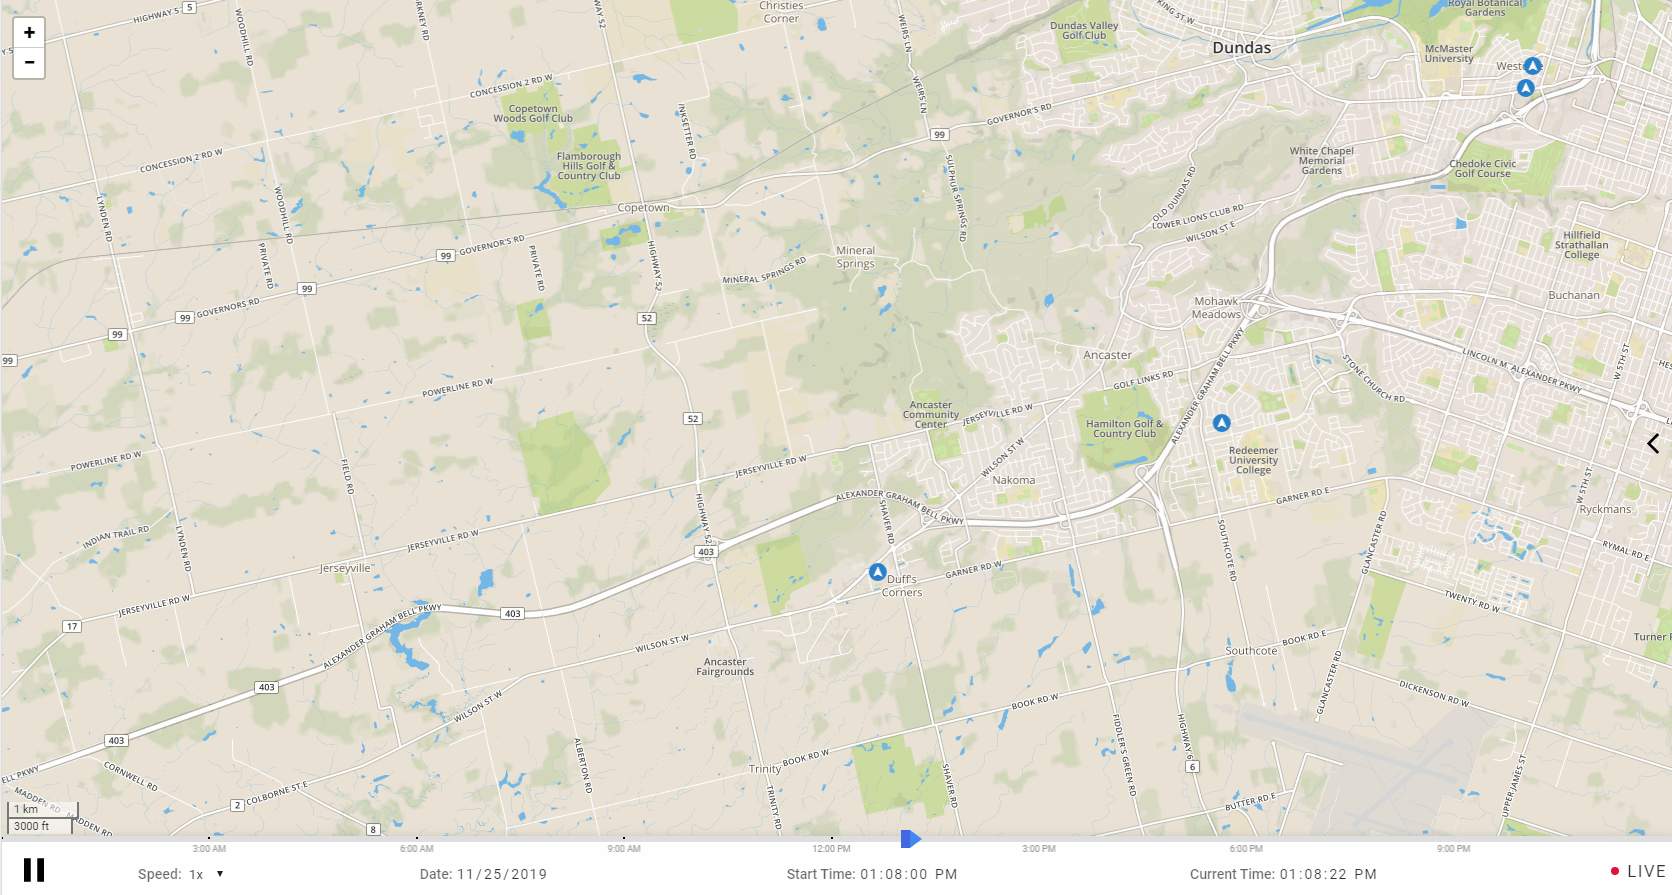 +
−
HIGHWAY 5
5
WOODHILL RD
Christies
Corner
WEIRS LN
Dundas Valley
Golf Club
KING ST W
Dundas
Royal Botanical
Gardens
McMaster
University
CONCESSION 2 RD W
Copetown
Woods Golf Club
INKSETTER RD
WEIRS LN
99
GOVERNOR'S RD
CONCESSION 2 RD W
Flamborough
Hills Golf &
Country Club
White Chapel
Memorial
Gardens
Chedoke Civic
Golf Course
LYNDEN RD
WOODHILL RD
Copetown
SULPHUR SPRINGS RD
OLD DUNDAS RD
LOWER LIONS CLUB RD
WILSON ST E
Hillfield
Strathallan
College
PRIVATE RD
99
GOVERNOR'S RD
PRIVATE RD
HIGHWAY 52
MINERAL SPRINGS RD
Mineral
Springs
99
99
GOVERNORS RD
99
99
52
Mohawk
Meadows
Buchanan
Ancaster
GOLF LINKS RD
ALEXANDER GRAHAM BELL PKWY
STONE CHURCH RD
LINCOLN M. ALEXANDER PKWY
W 5TH ST
POWERLINE RD W
52
Ancaster
Community
Center
JERSEYVILLE RD W
Hamilton Golf &
Country Club
Redeemer
University
College
POWERLINE RD W
FIELD RD
JERSEYVILLE RD W
WILSON ST W
Nakoma
GARNER RD E
W 5TH ST
Ryckmans
INDIAN TRAIL RD
LYNDEN RD
JERSEYVILLE RD W
HIGHWAY 52
403
ALEXANDER GRAHAM BELL PKWY
SHAVER RD
SOUTHCOTE RD
GLANCASTER RD
RYMAL RD E
Jerseyville
Duff's
Corners
GARNER RD W
JERSEYVILLE RD W
17
ALEXANDER GRAHAM BELL PKWY
403
WILSON ST W
TWENTY RD W
BOOK RD E
Southcote
403
Ancaster
Fairgrounds
GLANCASTER RD
DICKENSON RD W
WILSON ST W
BOOK RD W
403
CORNWELL RD
ALBERTON RD
Trinity
BOOK RD W
TRINITY RD
SHAVER RD
FIDDLER'S GREEN RD
HIGHWAY 6
6
UPPER JAMES ST
MADDEN RD
2
COLBORNE ST E
8
BUTTER RD E
1 km
3000 ft
3:00 AM
6:00 AM
9:00 AM
12:00 PM
3:00 PM
6:00 PM
9:00 PM
Speed: 1x
Date: 11/25/2019
Start Time: 01:08:00 PM
Current Time: 01:08:22 PM
LIVE